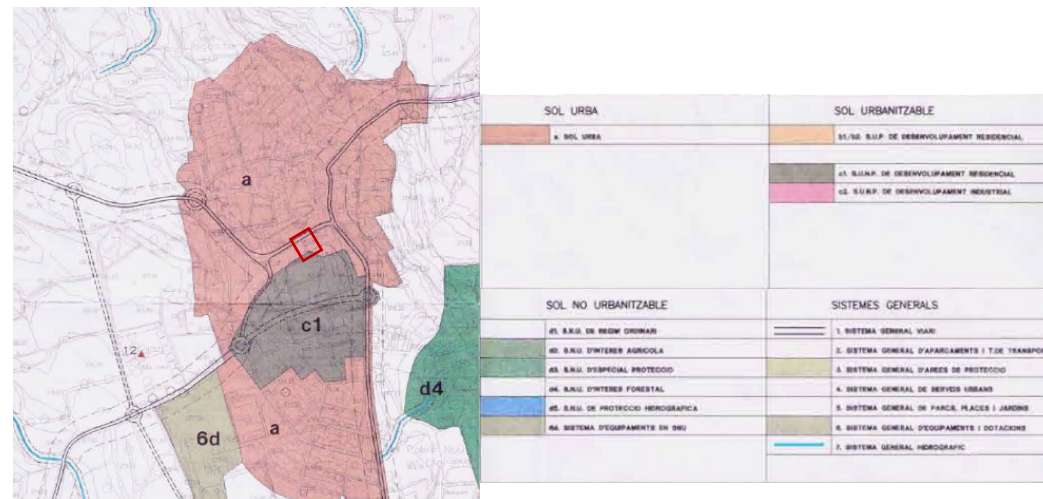 a
c1
12
d4
6d
a
SOL URBA
a. SOL URBA
SOL URBANITZABLE
b1/b2. S.U.P. DE DESENVOLUPAMENT RESIDENCIAL
c1. S.U.N.P. DE DESENVOLUPAMENT RESIDENCIAL
c2. S.U.N.P. DE DESENVOLUPAMENT INDUSTRIAL
SOL NO URBANITZABLE
d1. S.N.U. DE REGIM ORDINARI
d2. S.N.U. D'INTERES AGRICOLA
d3. S.N.U. D'ESPECIAL PROTECCIO
d4. S.N.U. D'INTERES FORESTAL
d5. S.N.U. DE PROTECCIO HIDROGRAFICA
6d. SISTEMA D'EQUIPAMENTS EN SNU
SISTEMES GENERALS
1. SISTEMA GENERAL VIARI
2. SISTEMA GENERAL D'APARCAMENTS I T.DE TRANSPOR
3. SISTEMA GENERAL D'AREES DE PROTECCIO
4. SISTEMA GENERAL DE SERVEIS URBANS
5. SISTEMA GENERAL DE PARCS, PLACES I JARDINS
6. SISTEMA GENERAL D'EQUIPAMENTS I DOTACIONS
7. SISTEMA GENERAL HIDROGRAFIC